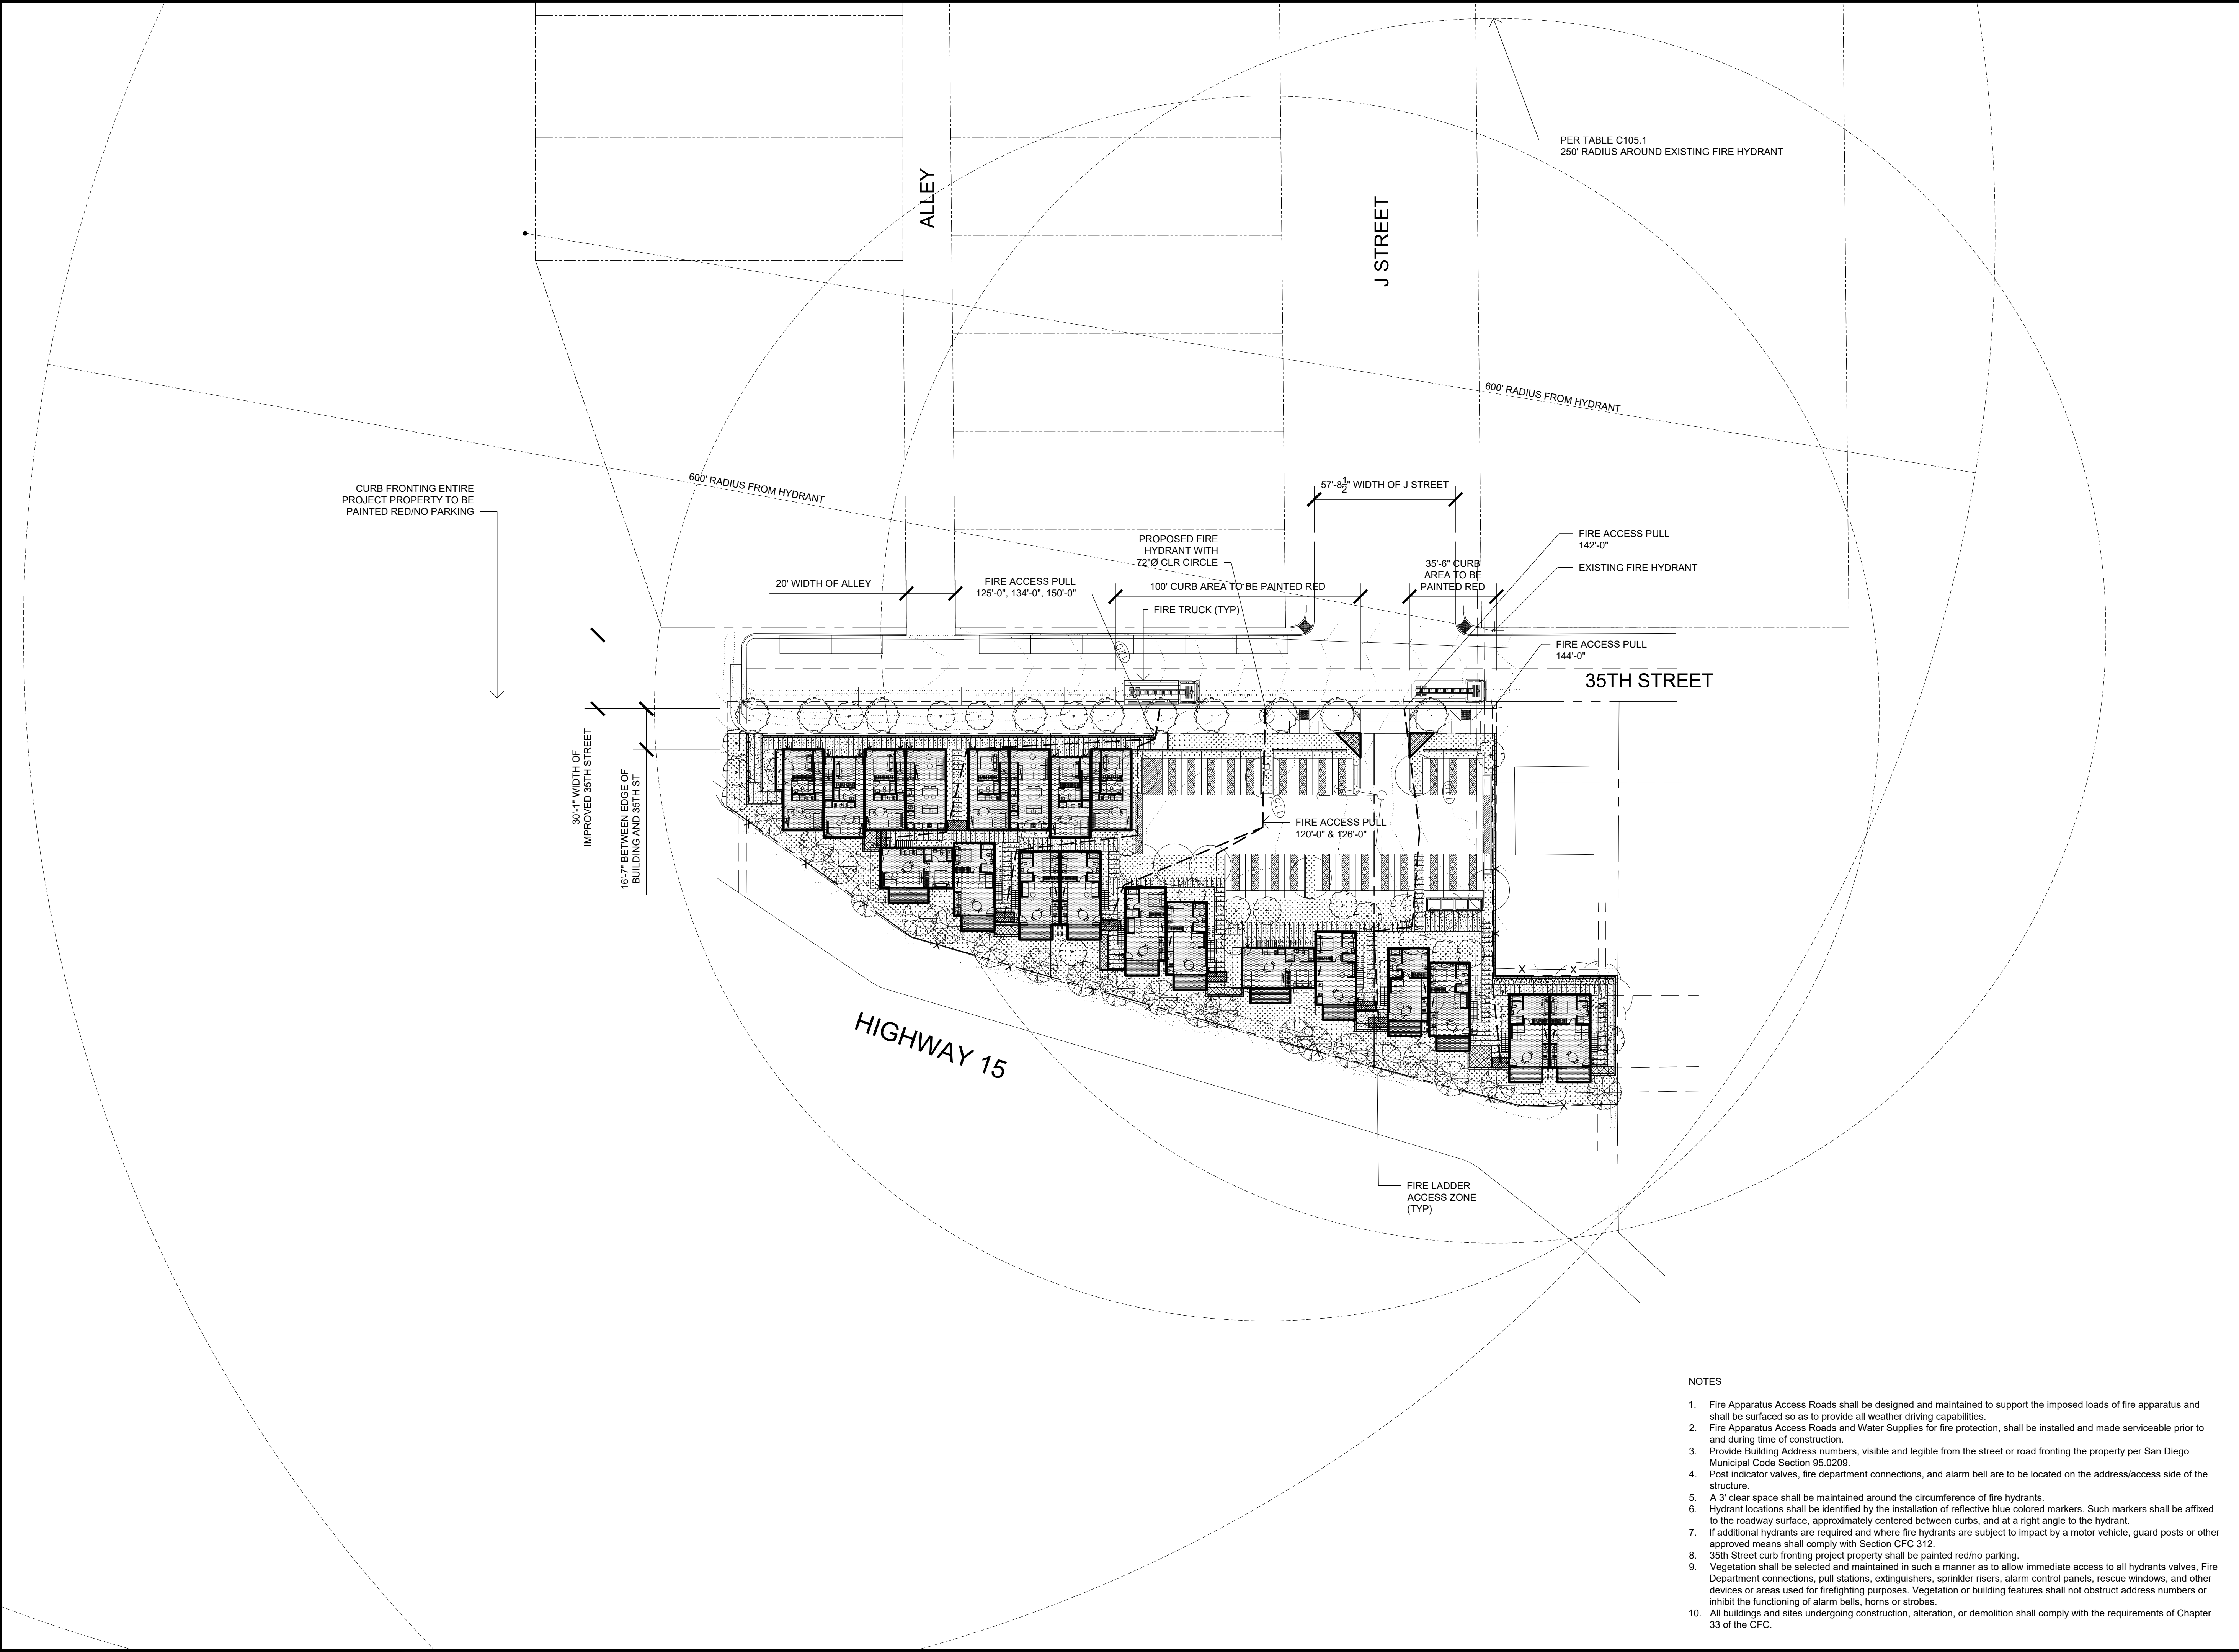 PER TABLE C105.1
250' RADIUS AROUND EXISTING FIRE HYDRANT
ALLEY
J STREET
600' RADIUS FROM HYDRANT
600' RADIUS FROM HYDRANT
CURB FRONTING ENTIRE
PROJECT PROPERTY TO BE
PAINTED RED/NO PARKING
57'-8 1/2" WIDTH OF J STREET
PROPOSED FIRE
HYDRANT WITH
72"Ø CLR CIRCLE
FIRE ACCESS PULL
142'-0"
EXISTING FIRE HYDRANT
35'-6" CURB
AREA TO BE
PAINTED RED
20' WIDTH OF ALLEY
FIRE ACCESS PULL
125'-0", 134'-0", 150'-0"
100' CURB AREA TO BE PAINTED RED
FIRE TRUCK (TYP)
FIRE ACCESS PULL
144'-0"
120
35TH STREET
30'-1" WIDTH OF
IMPROVED 35TH STREET
16'-7" BETWEEN EDGE OF
BUILDING AND 35TH ST
115
110
FIRE ACCESS PULL
120'-0" & 126'-0"
X
X
X
X
X
X
X
X
X
X
X
X
X
X
HIGHWAY 15
FIRE LADDER
ACCESS ZONE
(TYP)
NOTES
1. Fire Apparatus Access Roads shall be designed and maintained to support the imposed loads of fire apparatus and
shall be surfaced so as to provide all weather driving capabilities.
2. Fire Apparatus Access Roads and Water Supplies for fire protection, shall be installed and made serviceable prior to
and during time of construction.
3. Provide Building Address numbers, visible and legible from the street or road fronting the property per San Diego
Municipal Code Section 95.0209.
4. Post indicator valves, fire department connections, and alarm bell are to be located on the address/access side of the
structure.
5. A 3' clear space shall be maintained around the circumference of fire hydrants.
6. Hydrant locations shall be identified by the installation of reflective blue colored markers. Such markers shall be affixed
to the roadway surface, approximately centered between curbs, and at a right angle to the hydrant.
7. If additional hydrants are required and where fire hydrants are subject to impact by a motor vehicle, guard posts or other
approved means shall comply with Section CFC 312.
8. 35th Street curb fronting project property shall be painted red/no parking.
9. Vegetation shall be selected and maintained in such a manner as to allow immediate access to all hydrants valves, Fire
Department connections, pull stations, extinguishers, sprinkler risers, alarm control panels, rescue windows, and other
devices or areas used for firefighting purposes. Vegetation or building features shall not obstruct address numbers or
inhibit the functioning of alarm bells, horns or strobes.
10. All buildings and sites undergoing construction, alteration, or demolition shall comply with the requirements of Chapter
33 of the CFC.